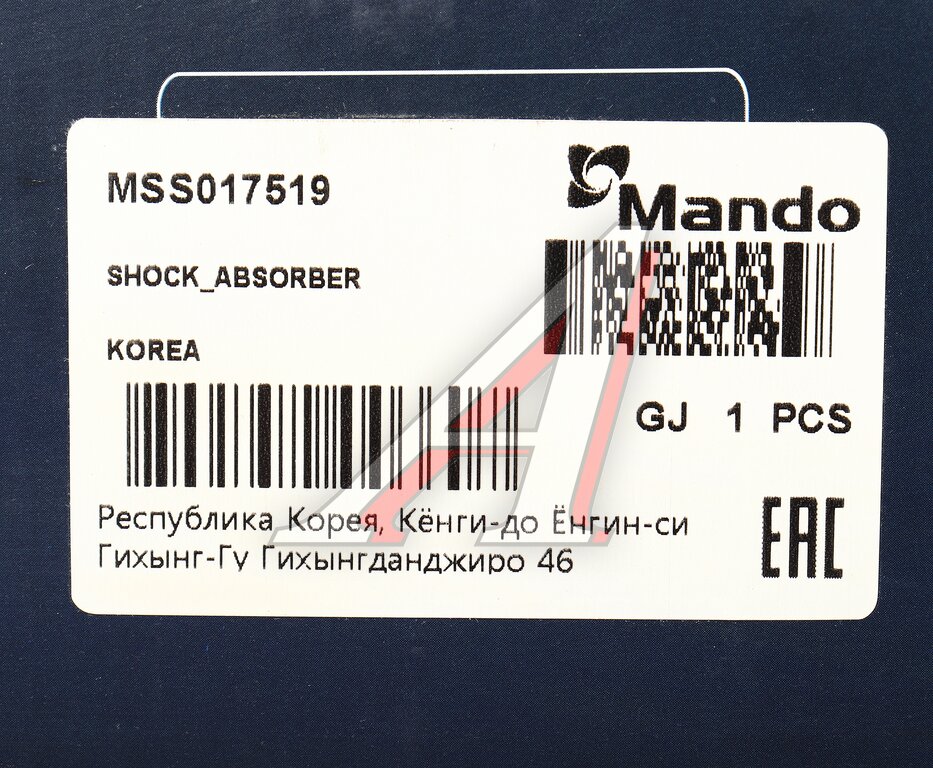 MSS017519
Mando
SHOCK_ABSORBER
KOREA
GJ 1 PCS
Республика Корея, Кёнги-до Ёнгин-си
Гихынг-Гу Гихынгданджиро 46
EAC